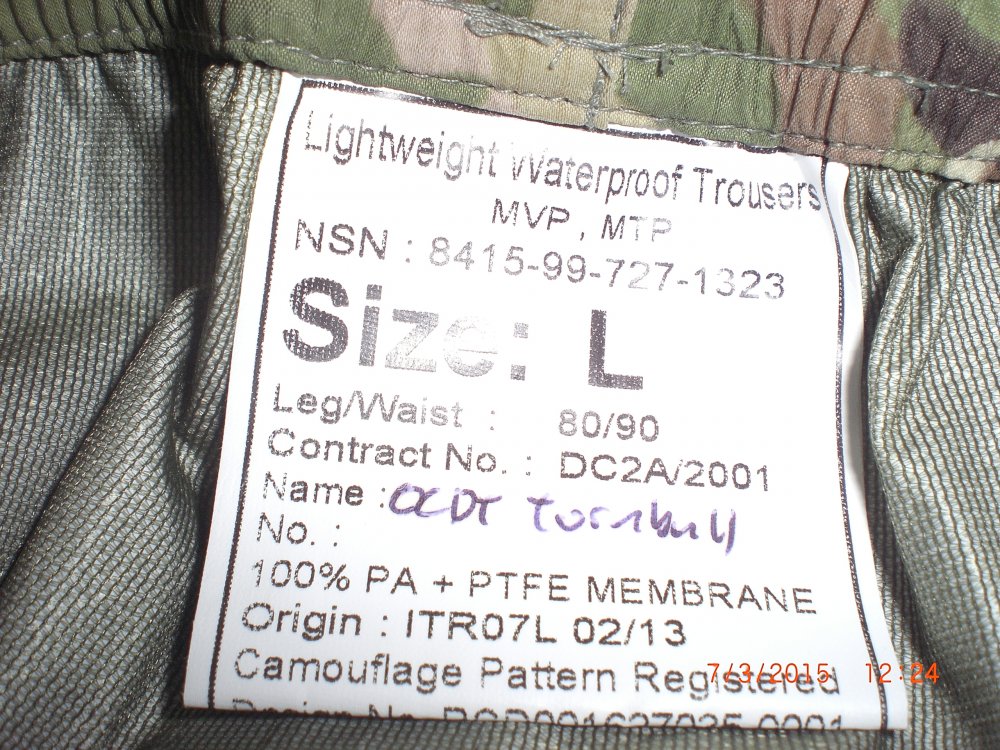 Lightweight Waterproof Trousers
MVP , MTP
NSN : 8415-99-727-1323
Size: L
Leg/Waist : 80/90
Contract No. : DC2A/2001
Name : OCDT Turnbull
No. :
100% PA + PTFE MEMBRANE
Origin : ITR07L 02/13
Camouflage Pattern Registered
Design No.
7/3/2015 12:24